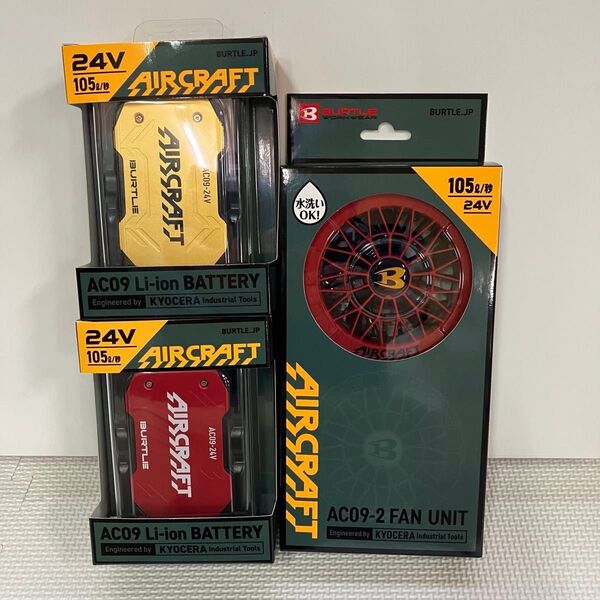 24V
105ℓ/秒
BURTLE.JP
AIRCRAFT
AIRCRAFT
BURTLE
AC09-24V
AC09 Li-ion BATTERY
Engineered by KYOCERA Industrial Tools
24V
105ℓ/秒
BURTLE.JP
AIRCRAFT
AC09-24V
AIRCRAFT
BURTLE
AC09 Li-ion BATTERY
Engineered by KYOCERA Industrial Tools
B BURTLE
WORKWEAR
BURTLE.JP
水洗い
OK!
105ℓ/秒
24V
B
AIRCRAFT
AIRCRAFT
B
AC09-2 FAN UNIT
Engineered by KYOCERA Industrial Tools